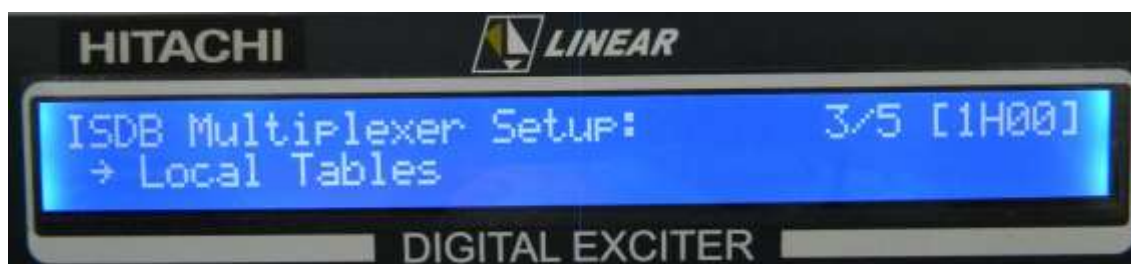 HITACHI LINEAR
ISDB Multiplexer Setup: 3/5 [1H00]
→ Local Tables
DIGITAL EXCITER